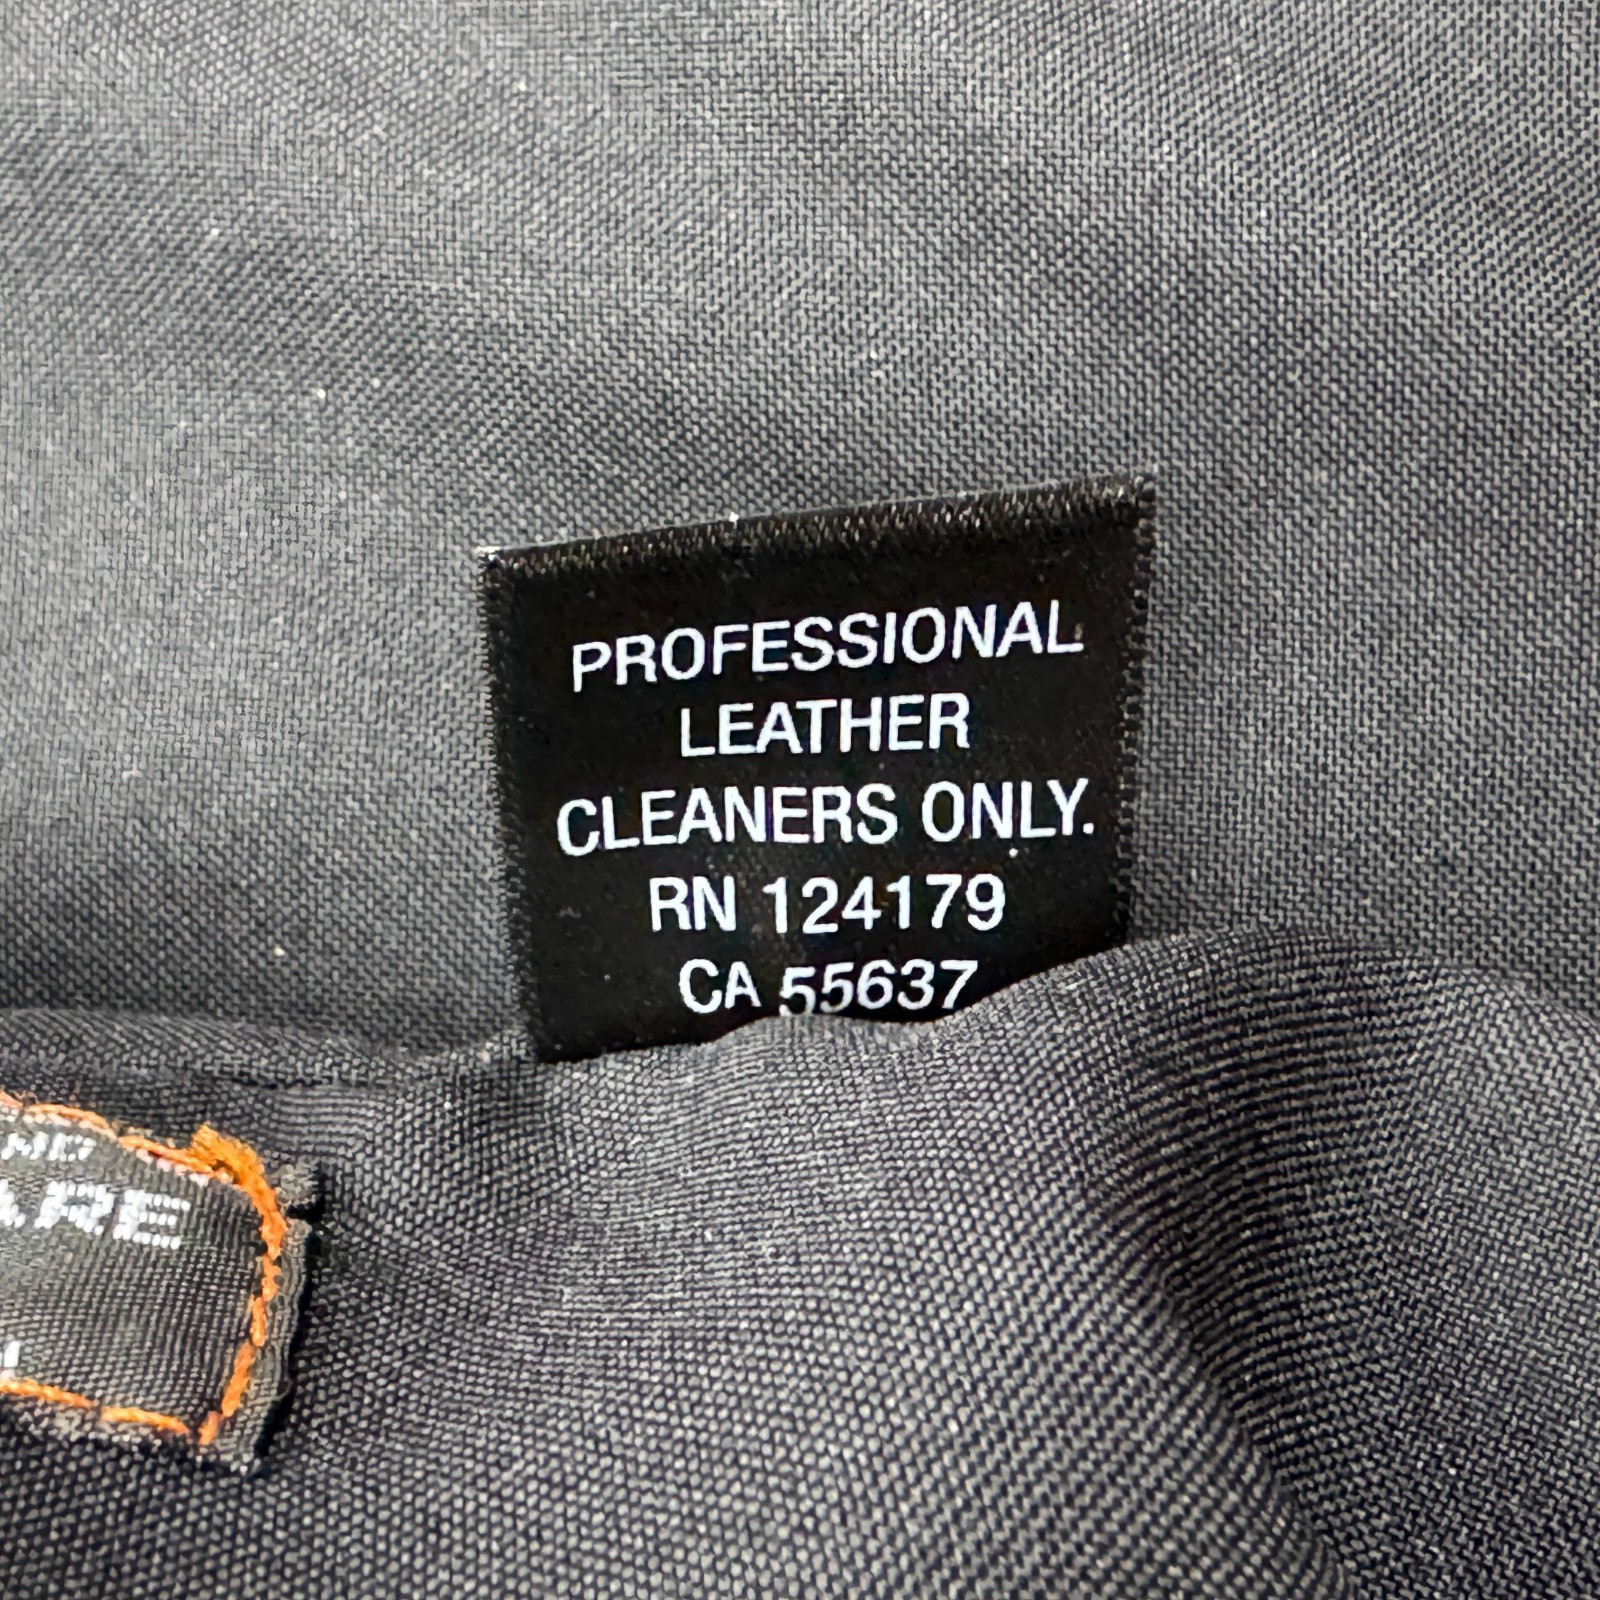 PROFESSIONAL
LEATHER
CLEANERS ONLY.
RN 124179
CA 55637